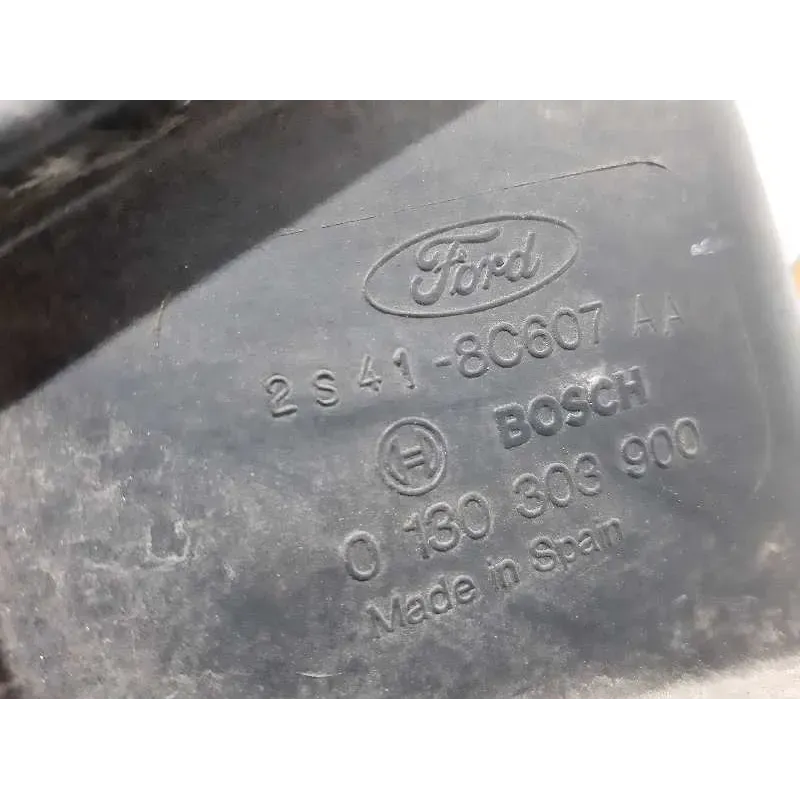 Ford
2S41-8C607 AA
BOSCH
0 130 303 900
Made in Spain